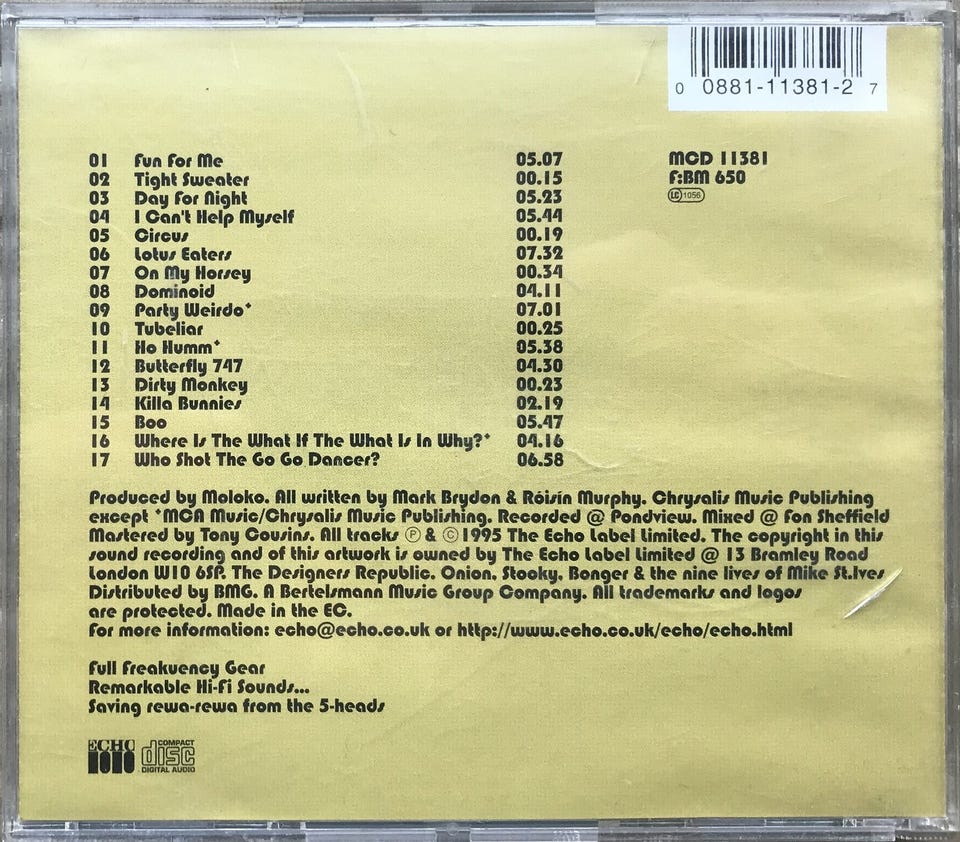 0 0881-11381-2 7
MCD 11381
F:BM 650
LC 1056
01 Fun For Me 05.07
02 Tight Sweater 00.15
03 Day For Night 05.23
04 I Can't Help Myself 05.44
05 Circus 00.19
06 Lotus Eaters 07.32
07 On My Horsey 00.34
08 Dominoid 04.11
09 Party Weirdo* 07.01
10 Tubeliar 00.25
11 Ho Humm* 05.38
12 Butterfly 747 04.30
13 Dirty Monkey 00.23
14 Killa Bunnies 02.19
15 Boo 05.47
16 Where Is The What If The What Is In Why?* 04.16
17 Who Shot The Go Go Dancer? 06.58
Produced by Moloko. All written by Mark Brydon & Róisín Murphy. Chrysalis Music Publishing
except *MCA Music/Chrysalis Music Publishing. Recorded @ Pondview. Mixed @ Fon Sheffield
Mastered by Tony Cousins. All tracks ℗ & ©1995 The Echo Label Limited. The copyright in this
sound recording and of this artwork is owned by The Echo Label Limited @ 13 Bramley Road
London W10 6SP. The Designers Republic. Onion. Stooky. Bonger & the nine lives of Mike St.Ives
Distributed by BMG. A Bertelsmann Music Group Company. All trademarks and logos
are protected. Made in the EC.
For more information: echo@echo.co.uk or http://www.echo.co.uk/echo/echo.html
Full Freakuency Gear
Remarkable Hi-Fi Sounds...
Saving rewa-rewa from the 5-heads
ECHO
COMPACT
disc
DIGITAL AUDIO